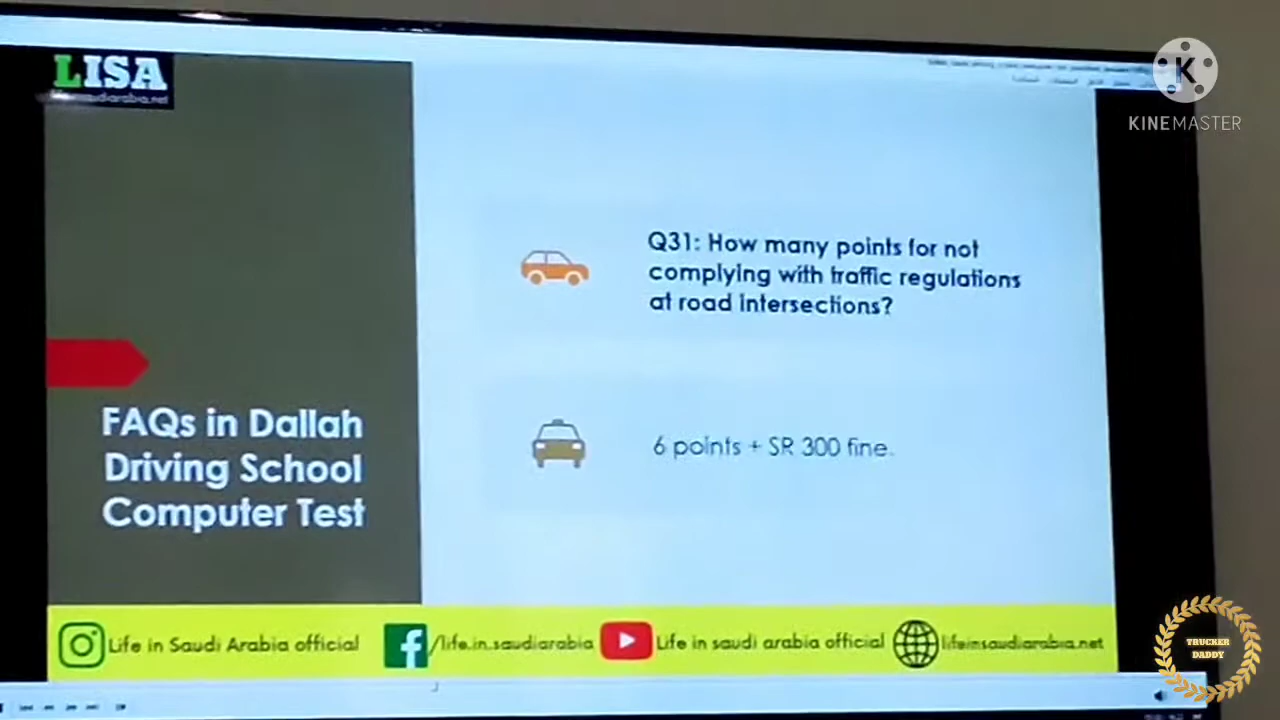 LISA
KINEMASTER
Q31: How many points for not
complying with traffic regulations
at road intersections?
6 points + SR 300 fine.
FAQs in Dallah
Driving School
Computer Test
Life in Saudi Arabia official
/life.in.saudiarabia
Life in saudi arabia official
lifeinsaudiarabia.net
TRUCKER
DADDY